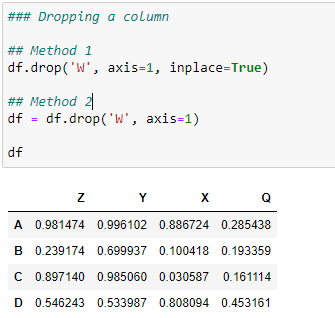 ### Dropping a column
## Method 1
df.drop('W', axis=1, inplace=True)
## Method 2
df = df.drop('W', axis=1)
df
Z Y X Q
A 0.981474 0.996102 0.886724 0.285438
B 0.239174 0.699937 0.100418 0.193359
C 0.897140 0.985060 0.030587 0.161114
D 0.546243 0.533987 0.808094 0.453161